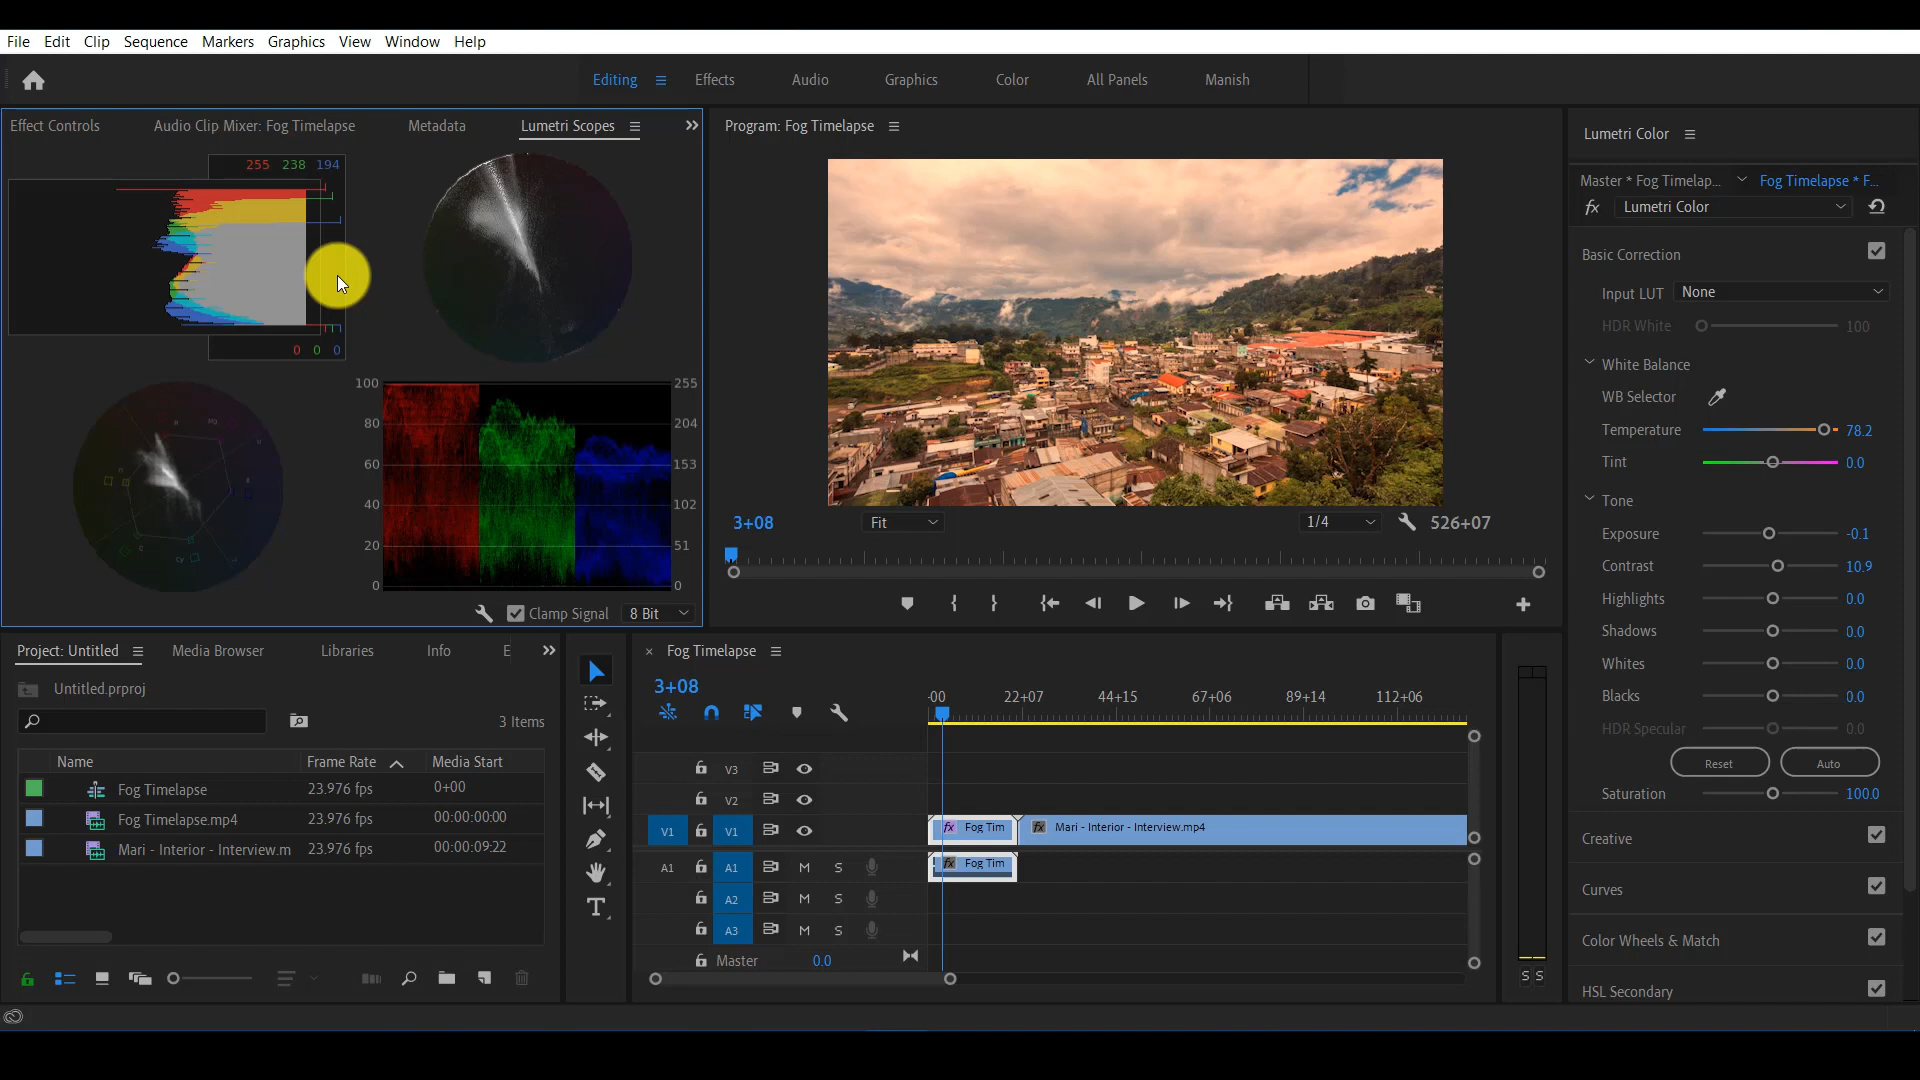 File Edit Clip Sequence Markers Graphics View Window Help
Editing Effects Audio Graphics Color All Panels Manish
Effect Controls Audio Clip Mixer: Fog Timelapse Metadata Lumetri Scopes
255 238 194
0 0 0
100 255
80 204
60 153
40 102
20 51
0 0
Clamp Signal 8 Bit
Program: Fog Timelapse
3+08 Fit 1/4 526+07
Lumetri Color
Master * Fog Timelap... Fog Timelapse * F...
fx Lumetri Color
Basic Correction
Input LUT None
HDR White 100
White Balance
WB Selector
Temperature 78.2
Tint 0.0
Tone
Exposure -0.1
Contrast 10.9
Highlights 0.0
Shadows 0.0
Whites 0.0
Blacks 0.0
HDR Specular 0.0
Reset Auto
Saturation 100.0
Creative
Curves
Color Wheels & Match
HSL Secondary
Project: Untitled Media Browser Libraries Info E
Untitled.prproj
3 Items
Name Frame Rate Media Start
Fog Timelapse 23.976 fps 0+00
Fog Timelapse.mp4 23.976 fps 00:00:00:00
Mari - Interior - Interview.m 23.976 fps 00:00:09:22
× Fog Timelapse
3+08
:00 22+07 44+15 67+06 89+14 112+06
V3
V2
V1 V1 fx Fog Tim fx Mari - Interior - Interview.mp4
A1 A1 M S fx Fog Tim
A2 M S
A3 M S
Master 0.0
S S